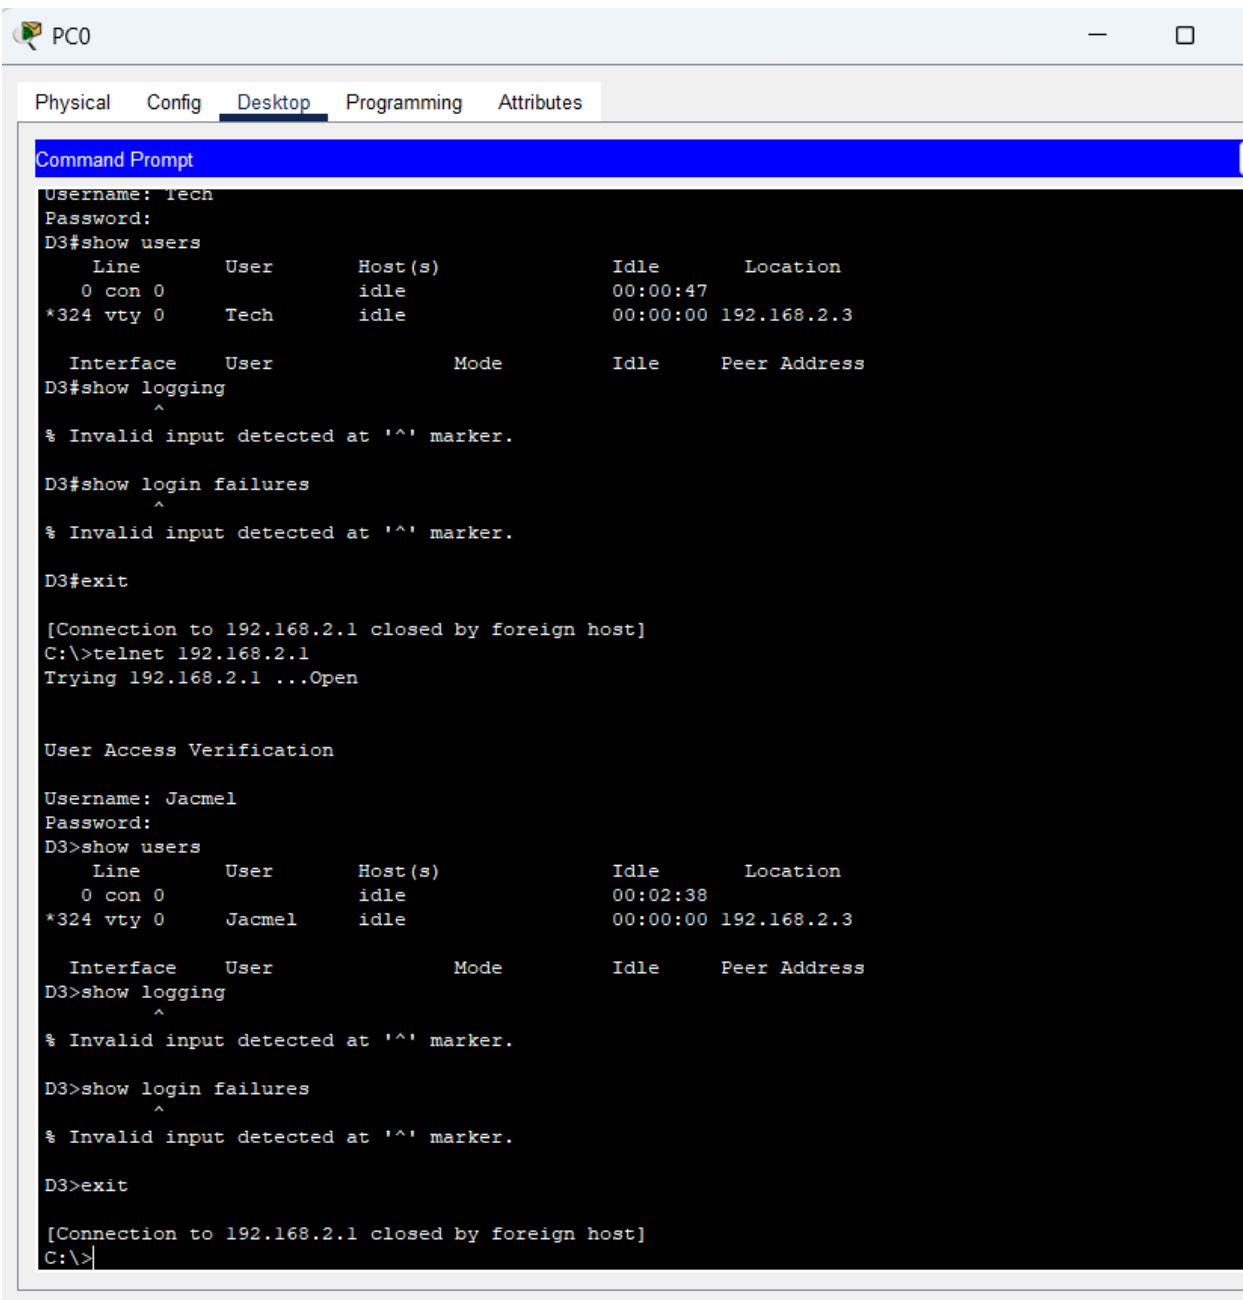 PC0
Physical Config Desktop Programming Attributes
Command Prompt
Username: Tech
Password:
D3#show users
    Line       User       Host(s)              Idle       Location
   0 con 0                idle                 00:00:47
*324 vty 0     Tech       idle                 00:00:00 192.168.2.3
  Interface    User               Mode         Idle     Peer Address
D3#show logging
         ^
% Invalid input detected at '^' marker.
D3#show login failures
         ^
% Invalid input detected at '^' marker.
D3#exit
[Connection to 192.168.2.1 closed by foreign host]
C:\>telnet 192.168.2.1
Trying 192.168.2.1 ...Open
User Access Verification
Username: Jacmel
Password:
D3>show users
    Line       User       Host(s)              Idle       Location
   0 con 0                idle                 00:02:38
*324 vty 0     Jacmel     idle                 00:00:00 192.168.2.3
  Interface    User               Mode         Idle     Peer Address
D3>show logging
         ^
% Invalid input detected at '^' marker.
D3>show login failures
         ^
% Invalid input detected at '^' marker.
D3>exit
[Connection to 192.168.2.1 closed by foreign host]
C:\>